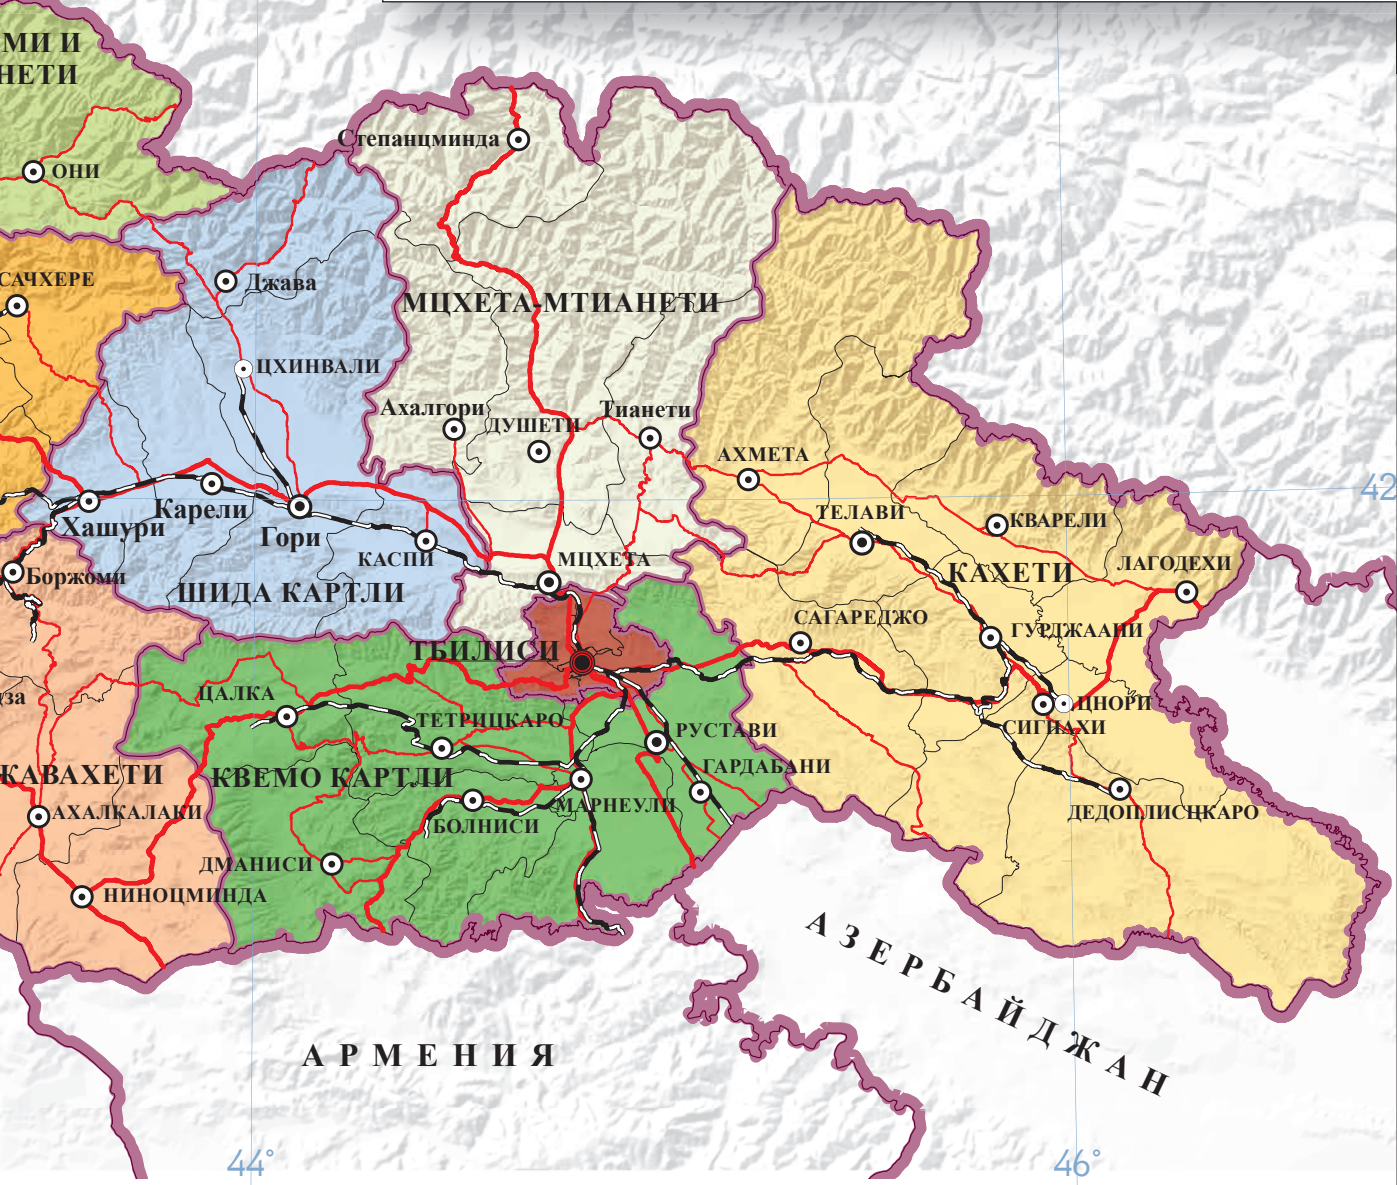 МИ И
НЕТИ
Степанцминда
ОНИ
САЧХЕРЕ
Джава
МЦХЕТА-МТИАНЕТИ
ЦХИНВАЛИ
Ахалгори
ДУШЕТИ
Тианети
АХМЕТА
42
Хашури
Карели
Гори
ТЕЛАВИ
КВАРЕЛИ
КАСПИ
МЦХЕТА
ЛАГОДЕХИ
Боржоми
ШИДА КАРТЛИ
КАХЕТИ
САГАРЕДЖО
ГУРДЖААНИ
ТБИЛИСИ
дза
ЦАЛКА
ЦНОРИ
ТЕТРИЦКАРО
РУСТАВИ
СИГНАХИ
КАВАХЕТИ
КВЕМО КАРТЛИ
ГАРДАБАНИ
АХАЛКАЛАКИ
МАРНЕУЛИ
ДЕДОПЛИСЦКАРО
БОЛНИСИ
ДМАНИСИ
НИНОЦМИНДА
АЗЕРБАЙДЖАН
АРМЕНИЯ
44°
46°